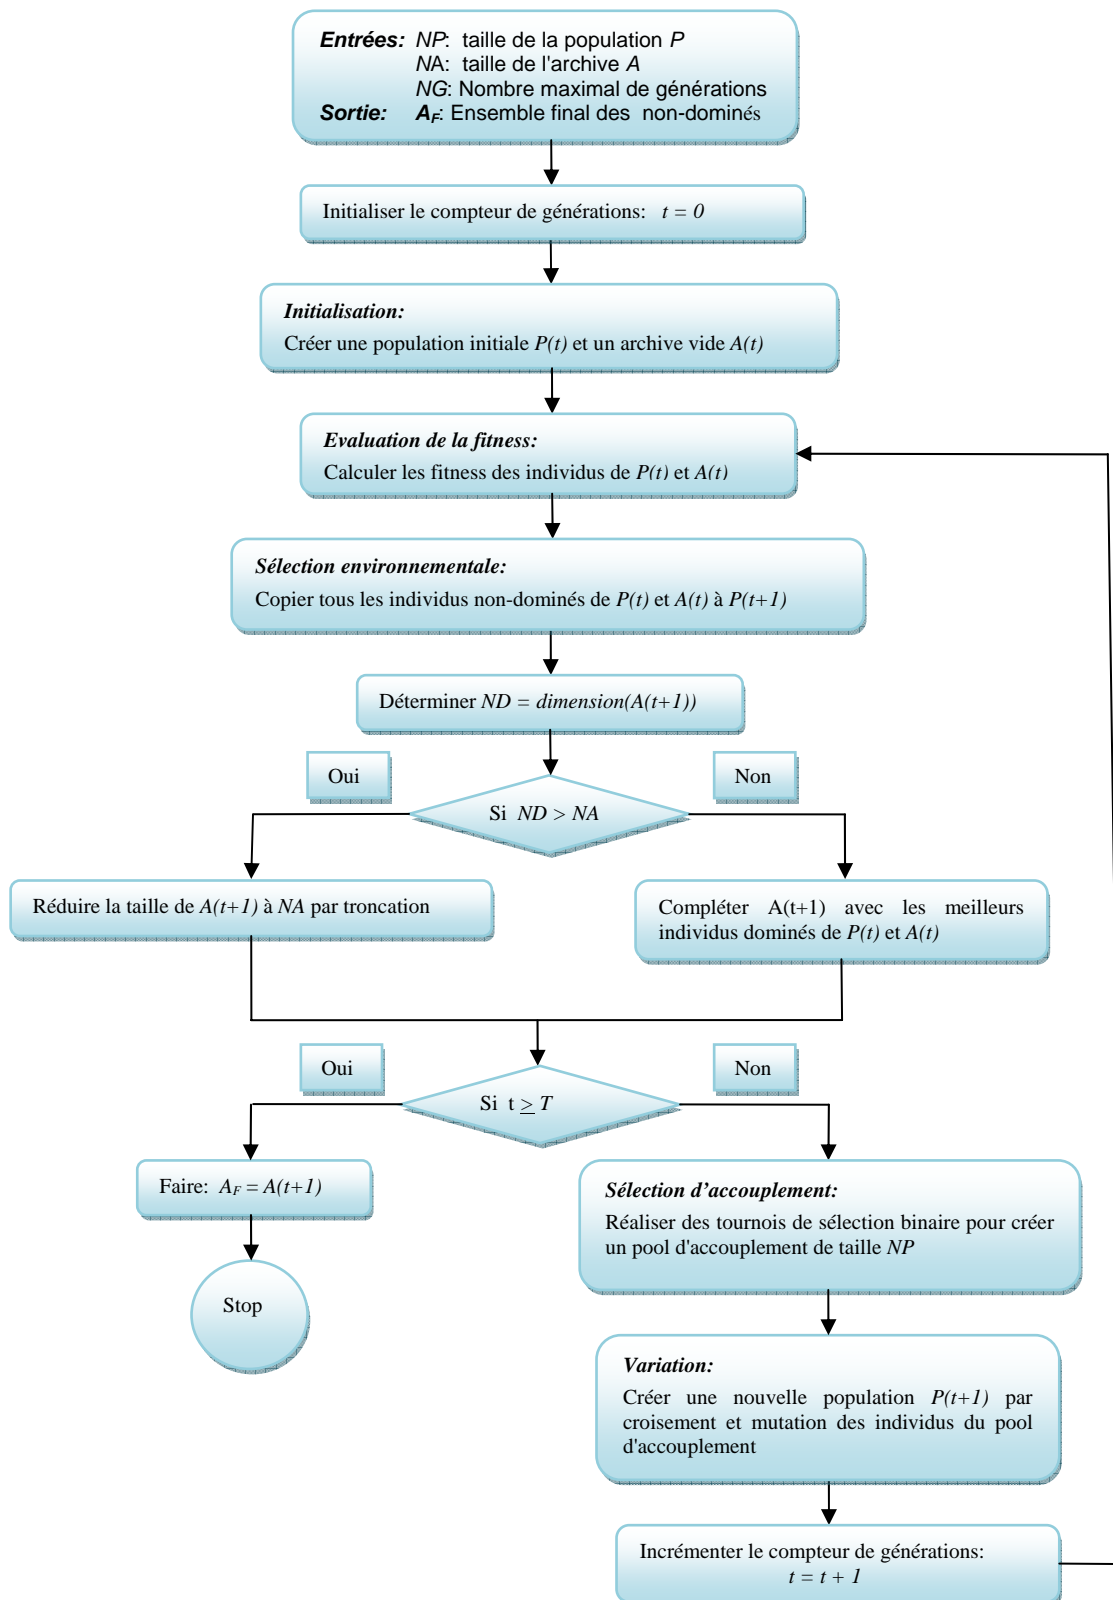 Entrées: NP: taille de la population P
NA: taille de l'archive A
NG: Nombre maximal de générations
Sortie: AF: Ensemble final des non-dominés
Initialiser le compteur de générations: t = 0
Initialisation:
Créer une population initiale P(t) et un archive vide A(t)
Evaluation de la fitness:
Calculer les fitness des individus de P(t) et A(t)
Sélection environnementale:
Copier tous les individus non-dominés de P(t) et A(t) à P(t+1)
Déterminer ND = dimension(A(t+1))
Oui
Non
Si ND > NA
Réduire la taille de A(t+1) à NA par troncation
Compléter A(t+1) avec les meilleurs
individus dominés de P(t) et A(t)
Oui
Non
Si t ≥ T
Faire: AF = A(t+1)
Stop
Sélection d’accouplement:
Réaliser des tournois de sélection binaire pour créer
un pool d'accouplement de taille NP
Variation:
Créer une nouvelle population P(t+1) par
croisement et mutation des individus du pool
d'accouplement
Incrémenter le compteur de générations:
t = t + 1